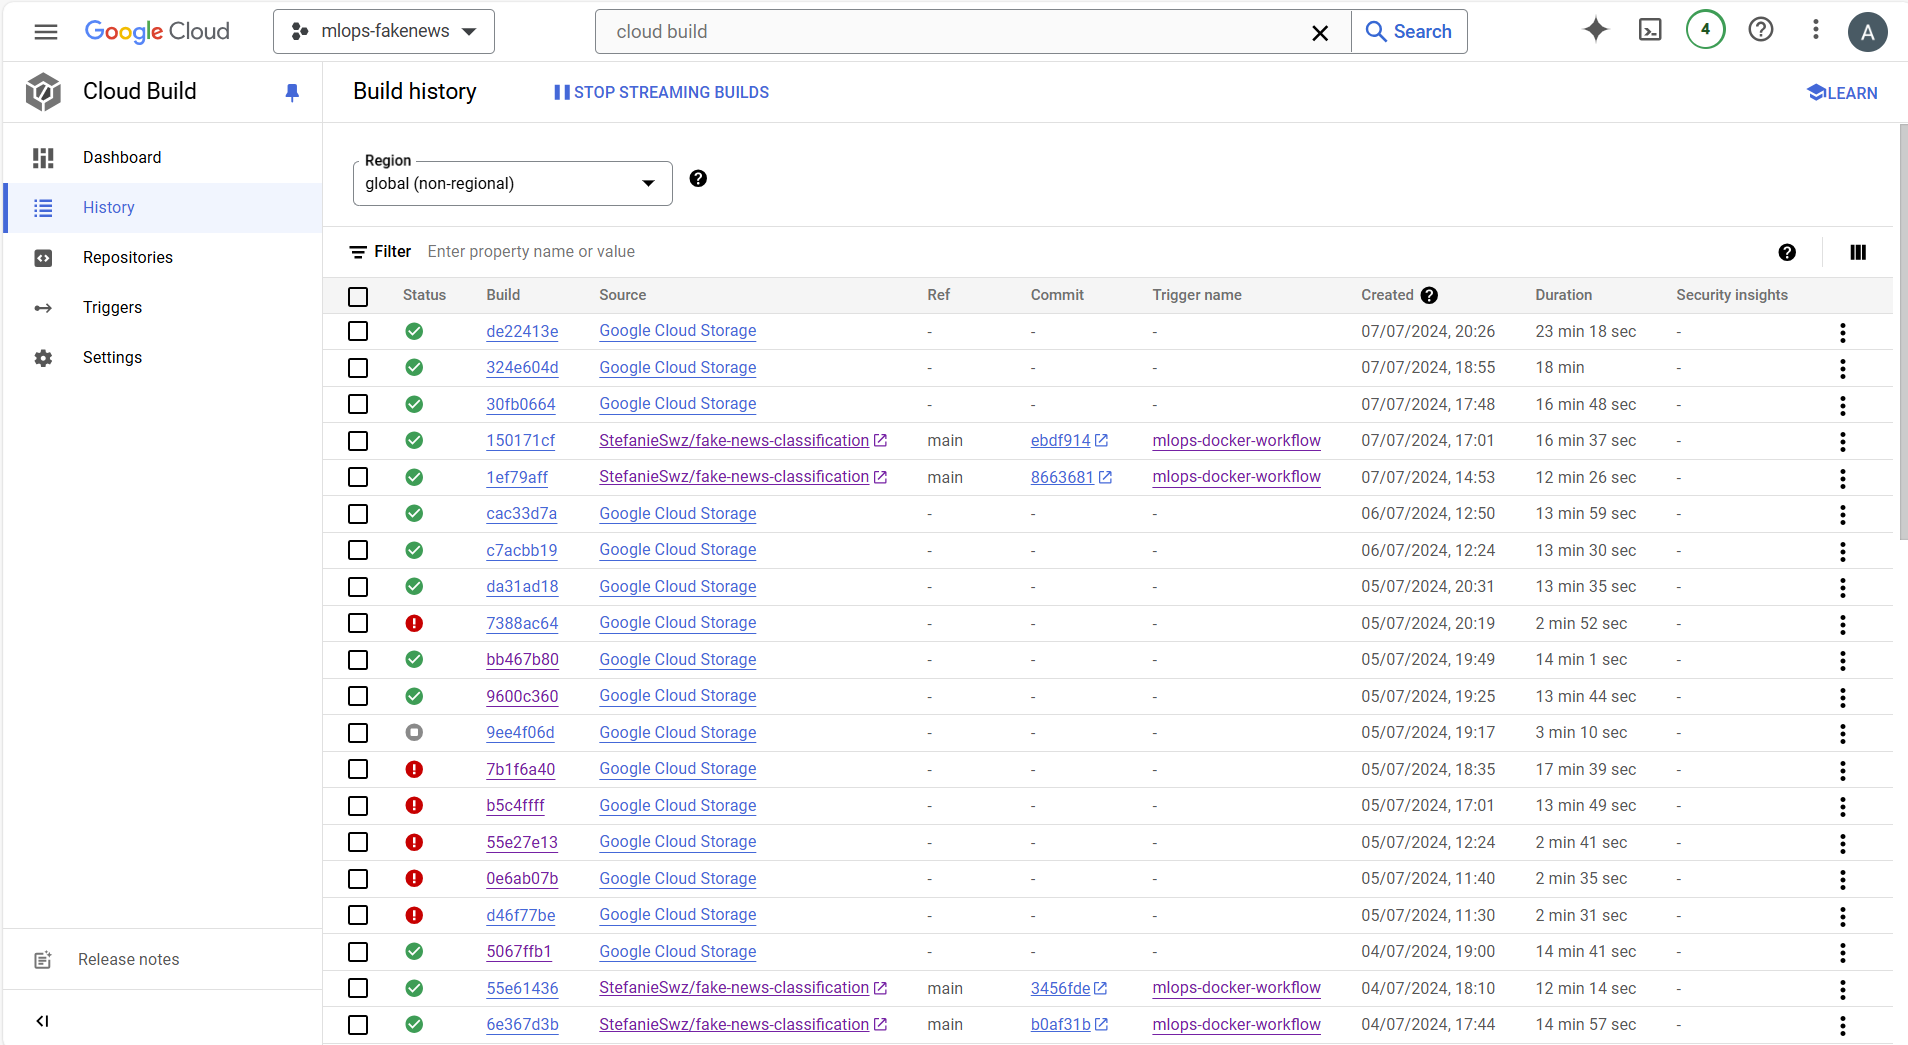 Google Cloud mlops-fakenews cloud build Search 4 A
Cloud Build
Build history STOP STREAMING BUILDS LEARN
Dashboard
History
Repositories
Triggers
Settings
Release notes
Region
global (non-regional)
Filter Enter property name or value
Status Build Source Ref Commit Trigger name Created Duration Security insights
de22413e Google Cloud Storage - - - 07/07/2024, 20:26 23 min 18 sec -
324e604d Google Cloud Storage - - - 07/07/2024, 18:55 18 min -
30fb0664 Google Cloud Storage - - - 07/07/2024, 17:48 16 min 48 sec -
150171cf StefanieSwz/fake-news-classification main ebdf914 mlops-docker-workflow 07/07/2024, 17:01 16 min 37 sec -
1ef79aff StefanieSwz/fake-news-classification main 8663681 mlops-docker-workflow 07/07/2024, 14:53 12 min 26 sec -
cac33d7a Google Cloud Storage - - - 06/07/2024, 12:50 13 min 59 sec -
c7acbb19 Google Cloud Storage - - - 06/07/2024, 12:24 13 min 30 sec -
da31ad18 Google Cloud Storage - - - 05/07/2024, 20:31 13 min 35 sec -
7388ac64 Google Cloud Storage - - - 05/07/2024, 20:19 2 min 52 sec -
bb467b80 Google Cloud Storage - - - 05/07/2024, 19:49 14 min 1 sec -
9600c360 Google Cloud Storage - - - 05/07/2024, 19:25 13 min 44 sec -
9ee4f06d Google Cloud Storage - - - 05/07/2024, 19:17 3 min 10 sec -
7b1f6a40 Google Cloud Storage - - - 05/07/2024, 18:35 17 min 39 sec -
b5c4ffff Google Cloud Storage - - - 05/07/2024, 17:01 13 min 49 sec -
55e27e13 Google Cloud Storage - - - 05/07/2024, 12:24 2 min 41 sec -
0e6ab07b Google Cloud Storage - - - 05/07/2024, 11:40 2 min 35 sec -
d46f77be Google Cloud Storage - - - 05/07/2024, 11:30 2 min 31 sec -
5067ffb1 Google Cloud Storage - - - 04/07/2024, 19:00 14 min 41 sec -
55e61436 StefanieSwz/fake-news-classification main 3456fde mlops-docker-workflow 04/07/2024, 18:10 12 min 14 sec -
6e367d3b StefanieSwz/fake-news-classification main b0af31b mlops-docker-workflow 04/07/2024, 17:44 14 min 57 sec -